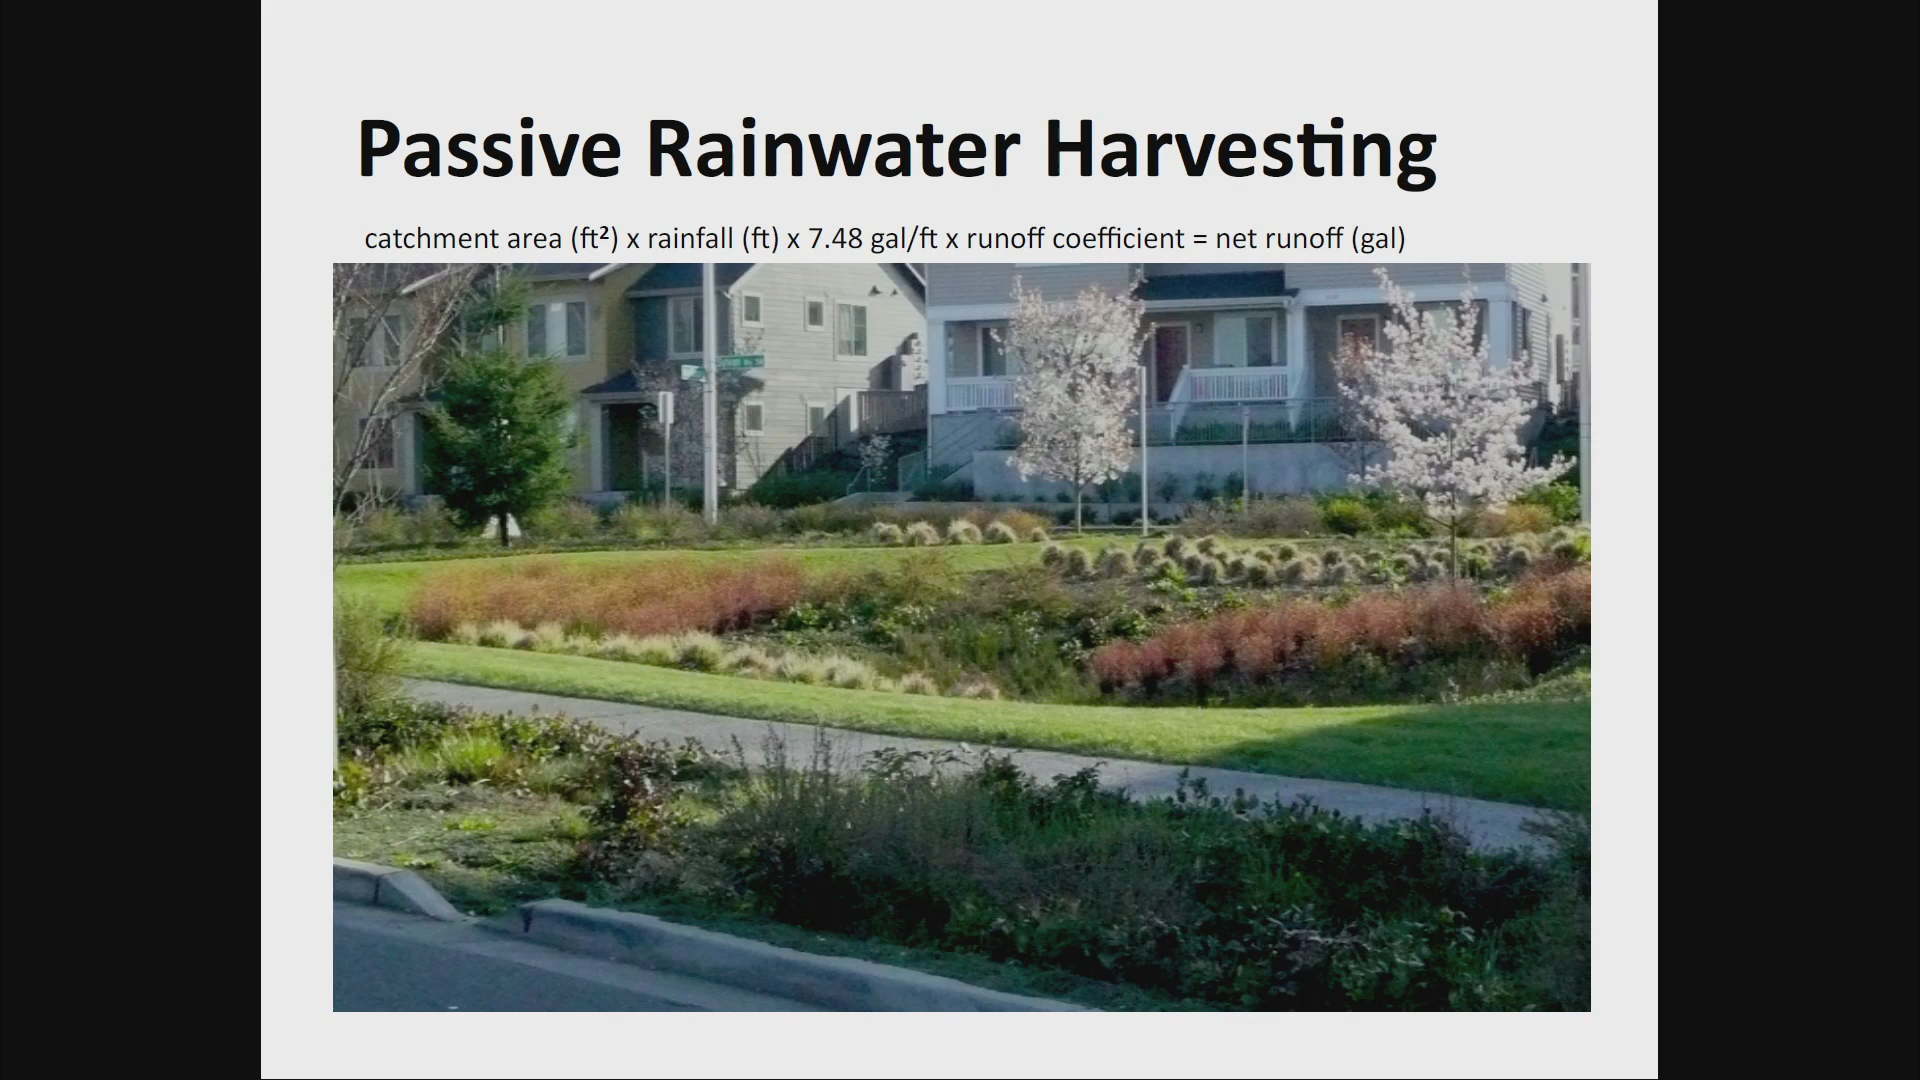 Passive Rainwater Harvesting
catchment area (ft²) x rainfall (ft) x 7.48 gal/ft x runoff coefficient = net runoff (gal)